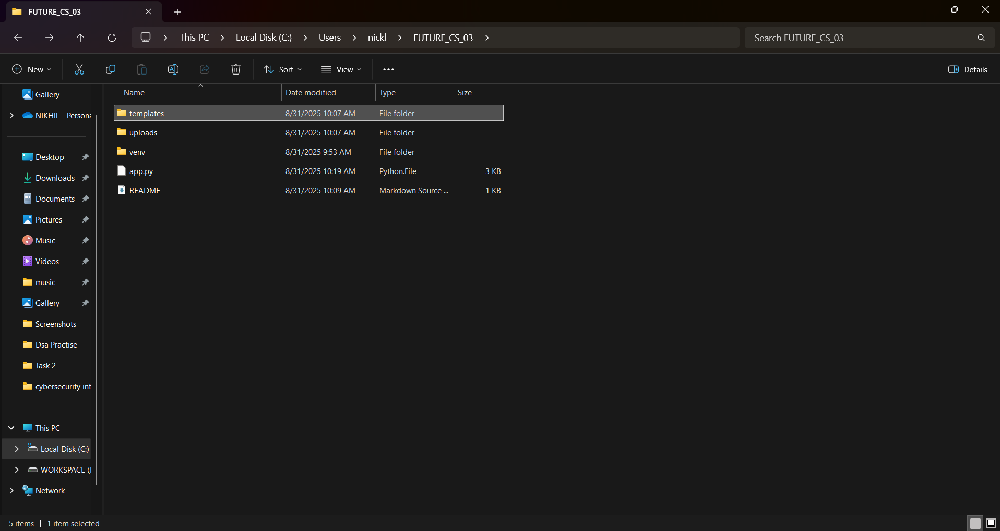 FUTURE_CS_03
This PC
Local Disk (C:)
Users
nickl
FUTURE_CS_03
Search FUTURE_CS_03
New
Sort
View
Details
Gallery
NIKHIL - Persona
Desktop
Downloads
Documents
Pictures
Music
Videos
music
Gallery
Screenshots
Dsa Practise
Task 2
cybersecurity int
This PC
Local Disk (C:)
WORKSPACE (
Network
Name Date modified Type Size
templates 8/31/2025 10:07 AM File folder
uploads 8/31/2025 10:07 AM File folder
venv 8/31/2025 9:53 AM File folder
app.py 8/31/2025 10:19 AM Python.File 3 KB
README 8/31/2025 10:09 AM Markdown Source ... 1 KB
5 items 1 item selected